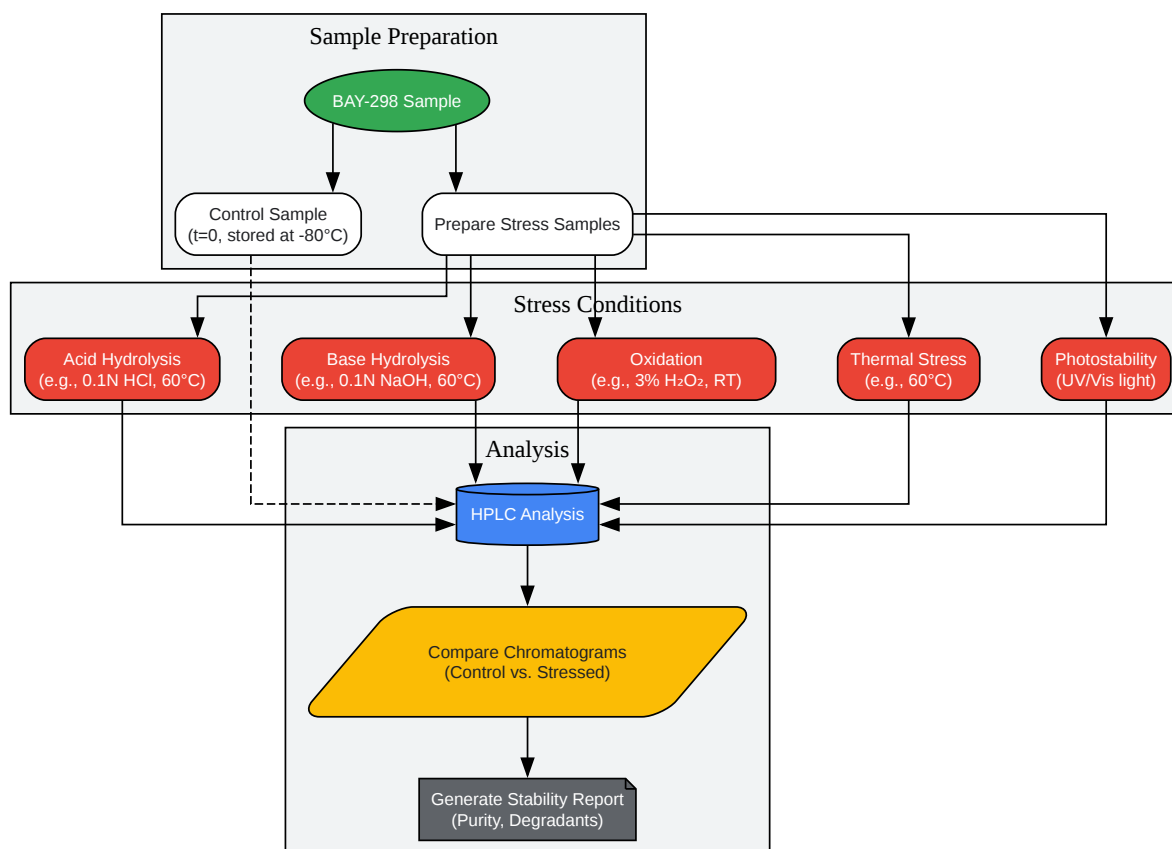 Sample Preparation
BAY-298 Sample
Control Sample
(t=0, stored at -80°C)
Prepare Stress Samples
Stress Conditions
Acid Hydrolysis
(e.g., 0.1N HCl, 60°C)
Base Hydrolysis
(e.g., 0.1N NaOH, 60°C)
Oxidation
(e.g., 3% H₂O₂, RT)
Thermal Stress
(e.g., 60°C)
Photostability
(UV/Vis light)
Analysis
HPLC Analysis
Compare Chromatograms
(Control vs. Stressed)
Generate Stability Report
(Purity, Degradants)